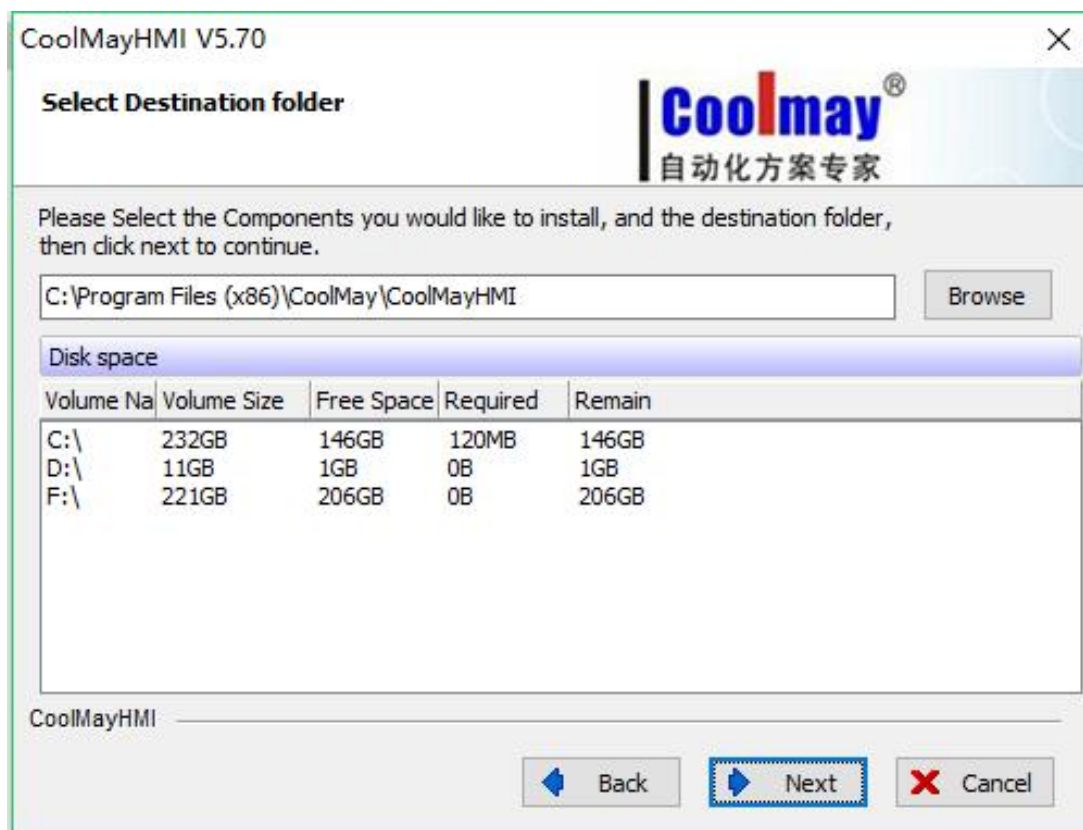 CoolMayHMI V5.70
Select Destination folder
Coolmay®
自动化方案专家
Please Select the Components you would like to install, and the destination folder,
then click next to continue.
C:\Program Files (x86)\CoolMay\CoolMayHMI
Browse
Disk space
Volume Na Volume Size Free Space Required Remain
C:\ 232GB 146GB 120MB 146GB
D:\ 11GB 1GB 0B 1GB
F:\ 221GB 206GB 0B 206GB
CoolMayHMI
Back Next Cancel